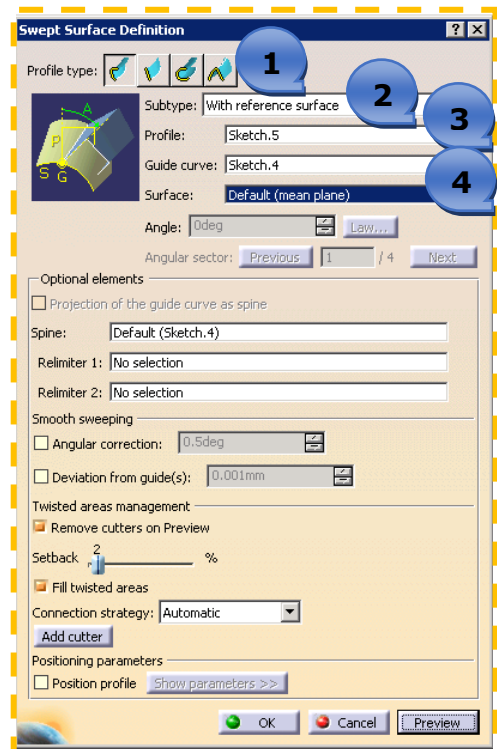 Swept Surface Definition ? X
Profile type: 1
Subtype: With reference surface 2
Profile: Sketch.5 3
Guide curve: Sketch.4
Surface: Default (mean plane) 4
A
P
S G
Angle: 0deg Law...
Angular sector: Previous 1 / 4 Next
Optional elements
Projection of the guide curve as spine
Spine: Default (Sketch.4)
Relimiter 1: No selection
Relimiter 2: No selection
Smooth sweeping
Angular correction: 0.5deg
Deviation from guide(s): 0.001mm
Twisted areas management
Remove cutters on Preview
2
Setback %
Fill twisted areas
Connection strategy: Automatic
Add cutter
Positioning parameters
Position profile Show parameters >>
OK Cancel Preview